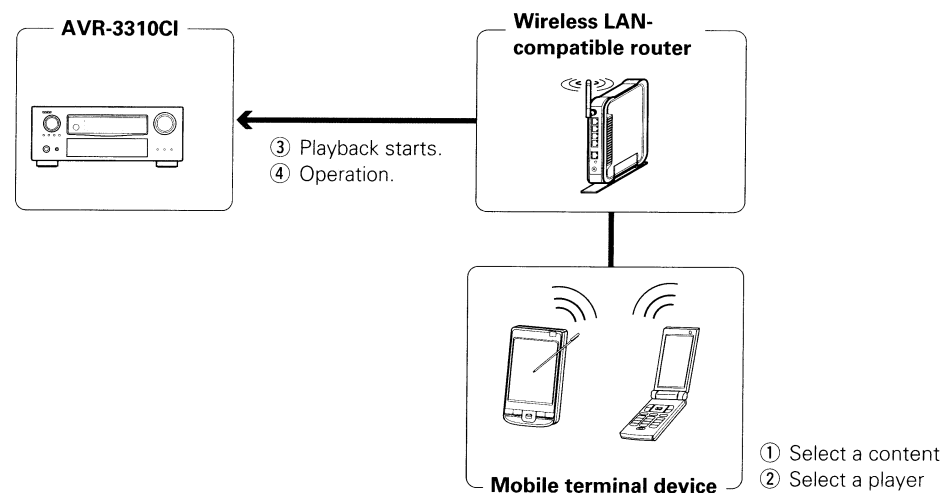 AVR-3310CI
Wireless LAN-
compatible router
③ Playback starts.
④ Operation.
Mobile terminal device
① Select a content
② Select a player